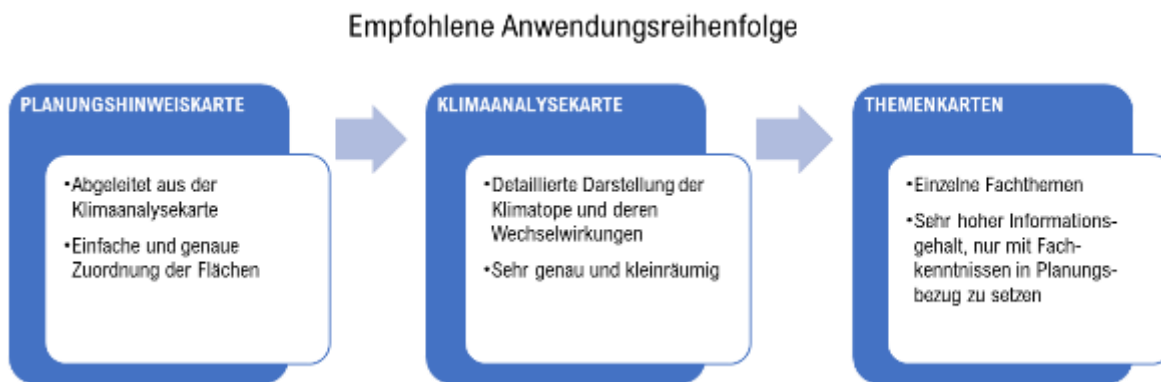 Empfohlene Anwendungsreihenfolge
PLANUNGSHINWEISKARTE
•Abgeleitet aus der
Klimaanalysekarte
•Einfache und genaue
Zuordnung der Flächen
KLIMAANALYSEKARTE
•Detaillierte Darstellung der
Klimatope und deren
Wechselwirkungen
•Sehr genau und kleinräumig
THEMENKARTEN
•Einzelne Fachthemen
•Sehr hoher Informations-
gehalt, nur mit Fach-
kenntnissen in Planungs-
bezug zu setzen